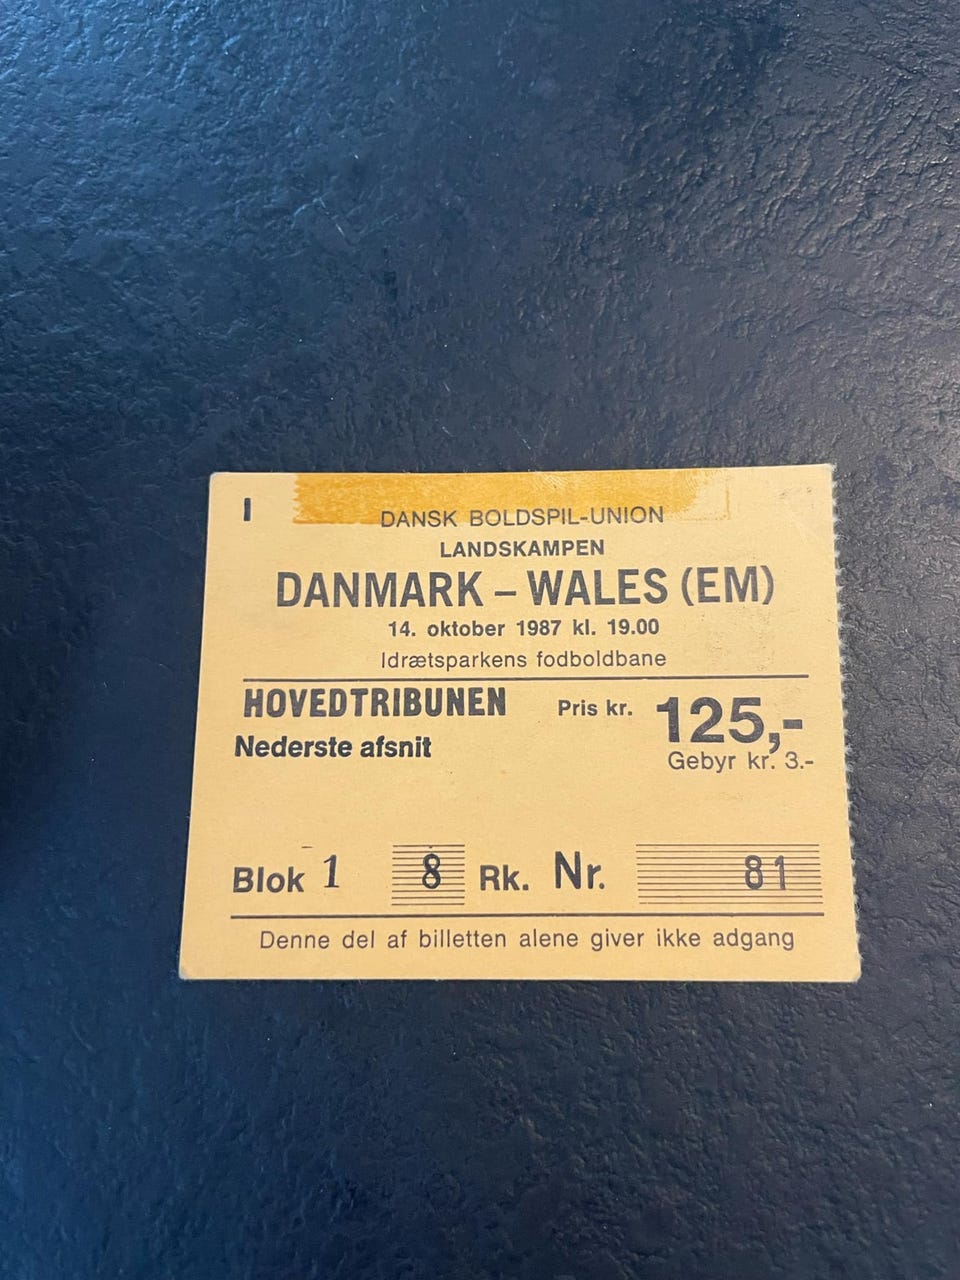 I
DANSK BOLDSPIL-UNION
LANDSKAMPEN
DANMARK – WALES (EM)
14. oktober 1987 kl. 19.00
Idrætsparkens fodboldbane
HOVEDTRIBUNEN Pris kr. 125,-
Nederste afsnit Gebyr kr. 3.-
Blok 1 8 Rk. Nr. 81
Denne del af billetten alene giver ikke adgang